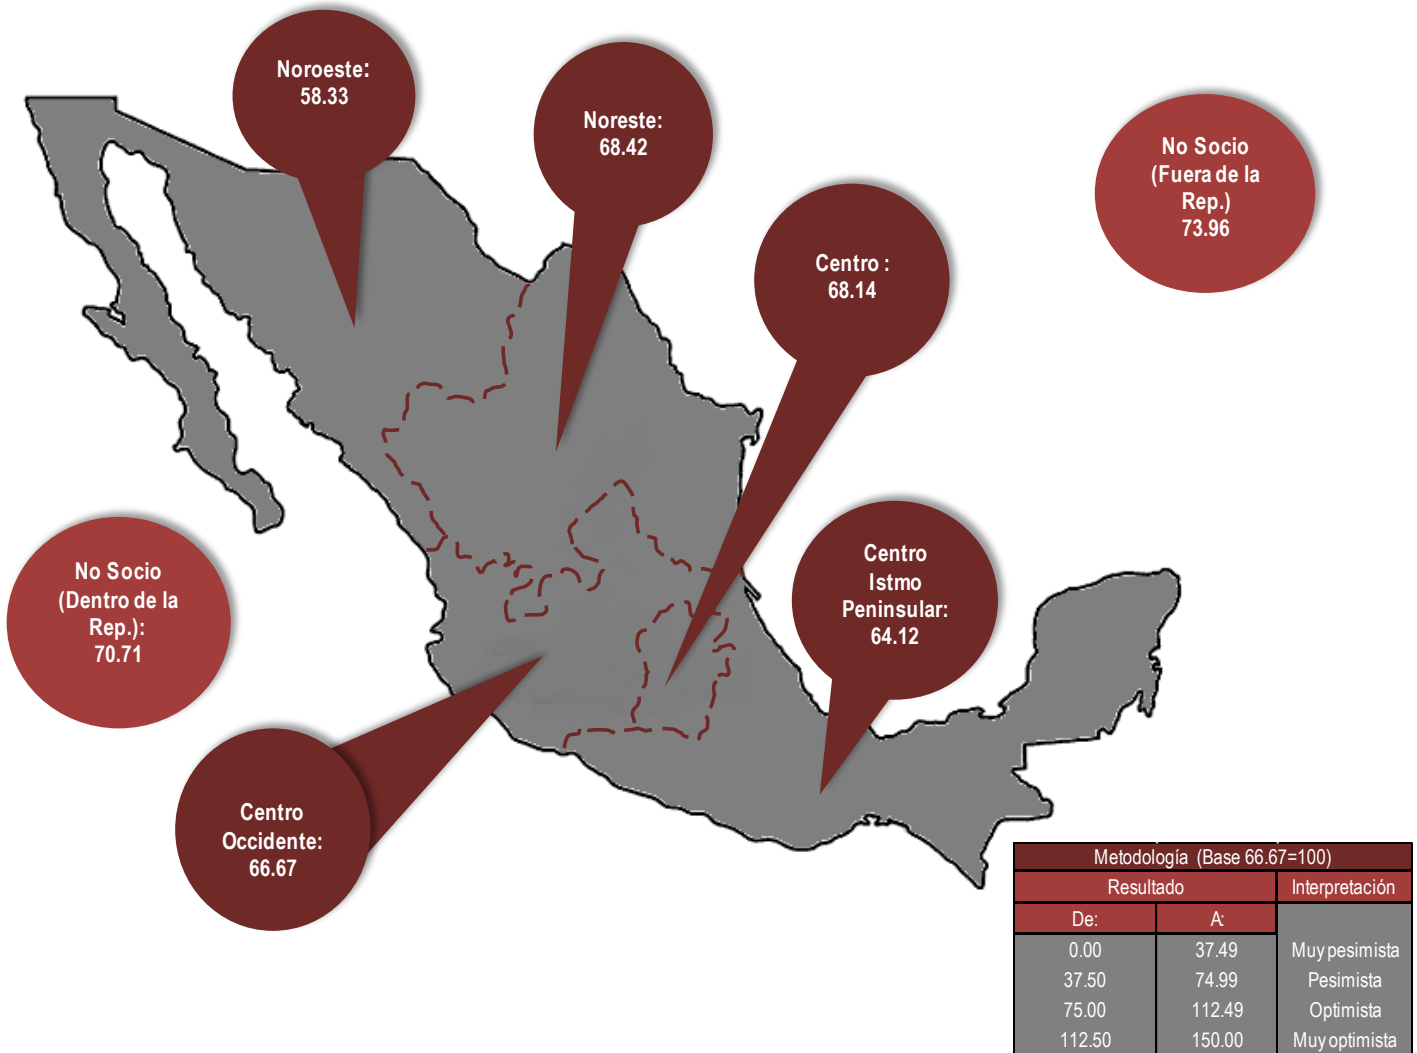 Noroeste:
58.33
Noreste:
68.42
No Socio
(Fuera de la
Rep.)
73.96
Centro :
68.14
Centro
Istmo
Peninsular:
64.12
No Socio
(Dentro de la
Rep.):
70.71
Centro
Occidente:
66.67
Metodología (Base 66.67=100)
Resultado Interpretación
De: A:
0.00 37.49 Muy pesimista
37.50 74.99 Pesimista
75.00 112.49 Optimista
112.50 150.00 Muy optimista